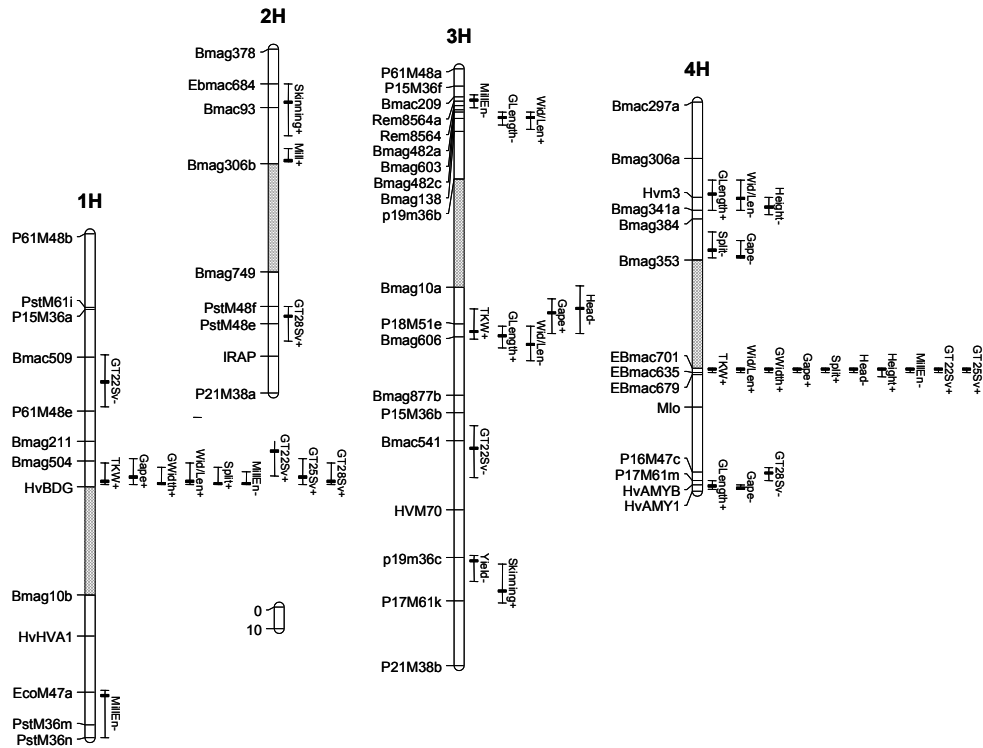 1H
P61M48b
PstM61i
P15M36a
Bmac509
P61M48e
Bmag211
Bmag504
HvBDG
Bmag10b
HvHVA1
EcoM47a
PstM36m
PstM36n
GT22Sv-
TKW+
Gape+
GWidth+
Wid/Len+
Split+
MillEn-
GT22Sv+
GT25Sv+
GT28Sv+
MillEn-
2H
Bmag378
Ebmac684
Bmac93
Bmag306b
Bmag749
PstM48f
PstM48e
IRAP
P21M38a
Skinning+
Mill+
GT28Sv+
0
10
3H
P61M48a
P15M36f
Bmac209
Rem8564a
Rem8564
Bmag482a
Bmag603
Bmag482c
Bmag138
p19m36b
Bmag10a
P18M51e
Bmag606
Bmag877b
P15M36b
Bmac541
HVM70
p19m36c
P17M61k
P21M38b
MillEn-
GLength-
Wid/Len+
TKW+
GLength+
Wid/Len-
Gape+
Head-
GT22Sv-
Yield-
Skinning+
4H
Bmac297a
Bmag306a
Hvm3
Bmag341a
Bmag384
Bmag353
EBmac701
EBmac635
EBmac679
Mlo
P16M47c
P17M61m
HvAMYB
HvAMY1
GLength+
Wid/Len-
Height-
Split-
Gape-
TKW+
Wid/Len+
GWidth+
Gape+
Split+
Head-
Height+
MillEn-
GT22Sv+
GT25Sv+
GLength+
Gape-
GT28Sv-